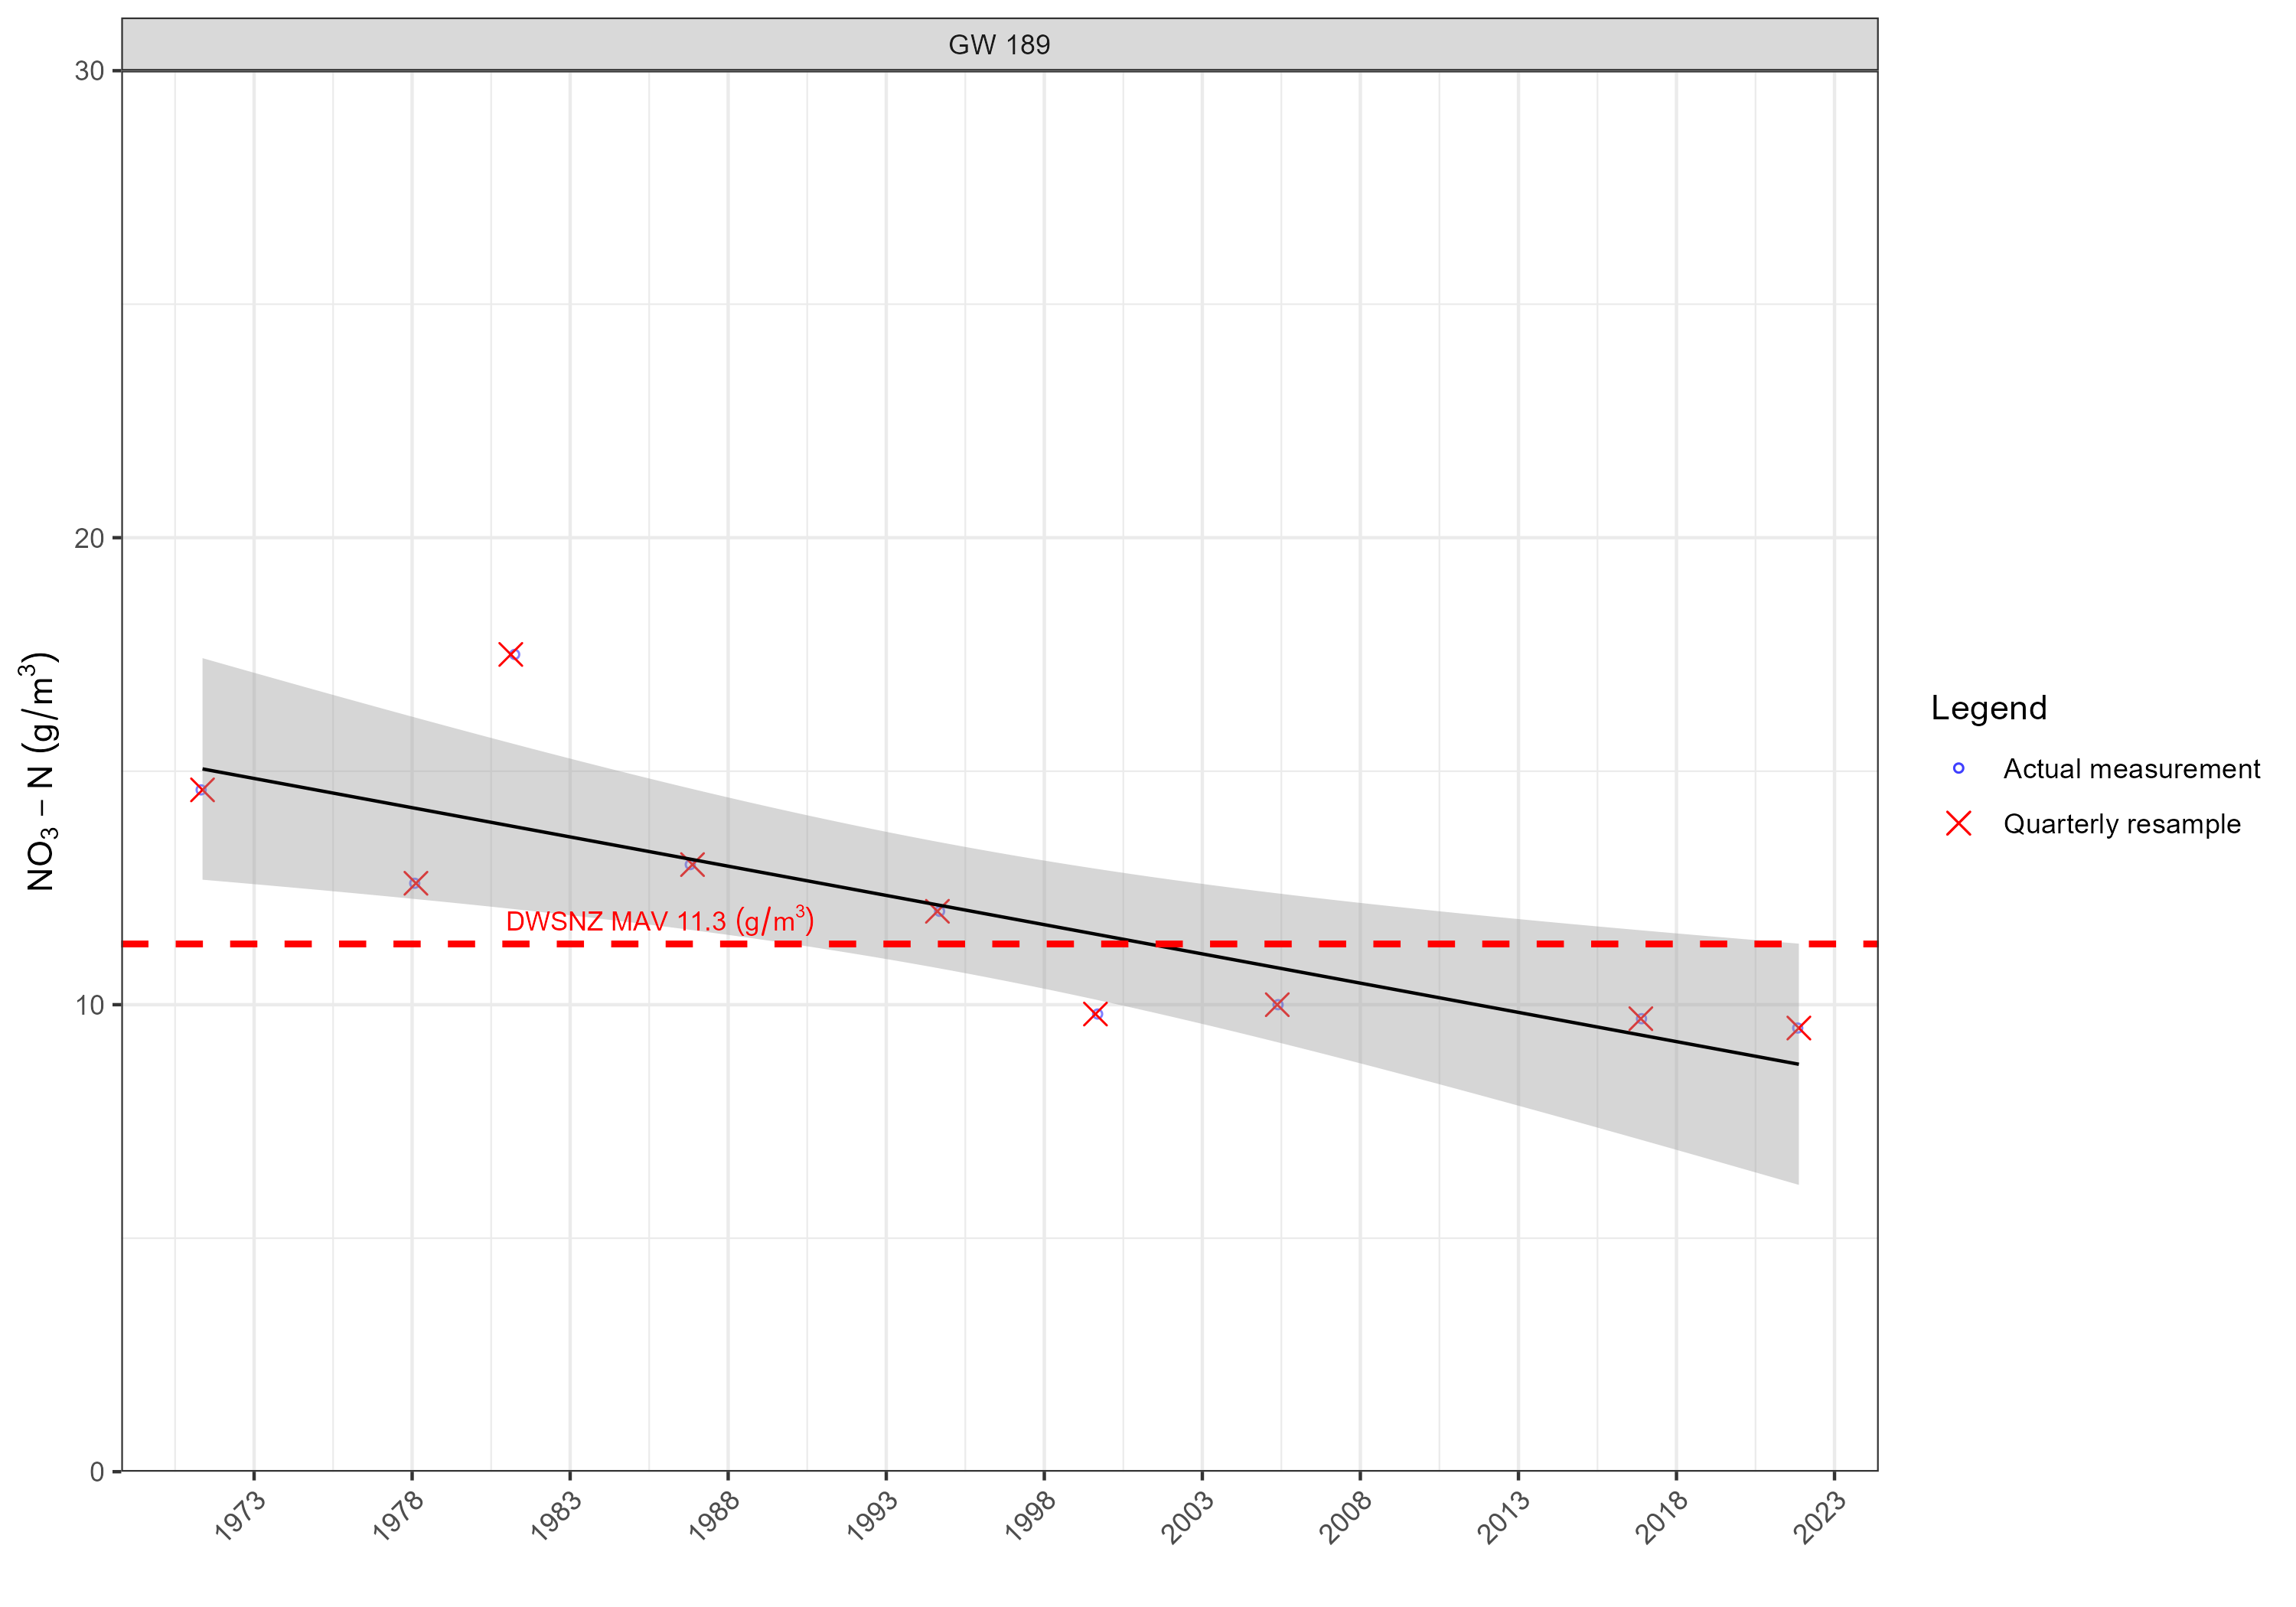 GW 189
30
20
10
0
NO₃ – N (g/m³)
DWSNZ MAV 11.3 (g/m³)
1973
1978
1983
1988
1993
1998
2003
2008
2013
2018
2023
Legend
Actual measurement
Quarterly resample